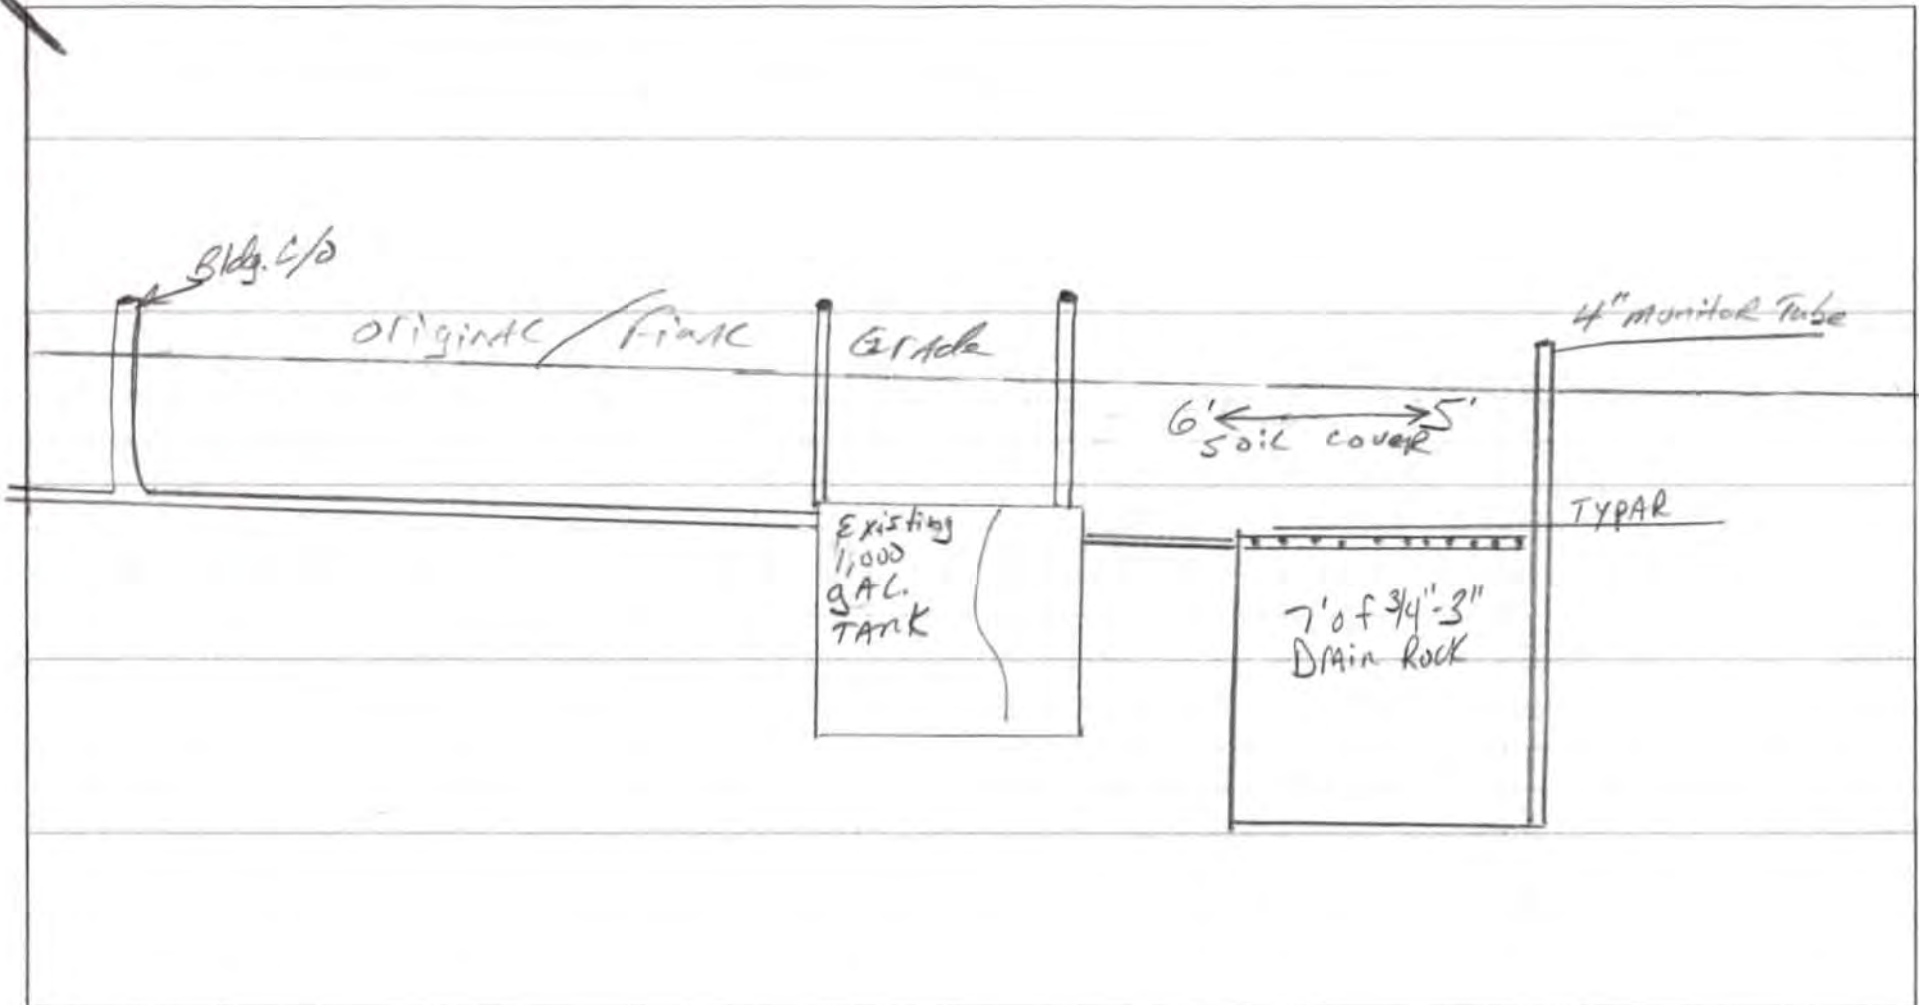 Bldg. C/O
original / Final Grade
4" monitor Tube
6' 5'
soil cover
TYPAR
Existing
1,000
gAL.
TANK
7' of 3/4"-3"
Drain Rock